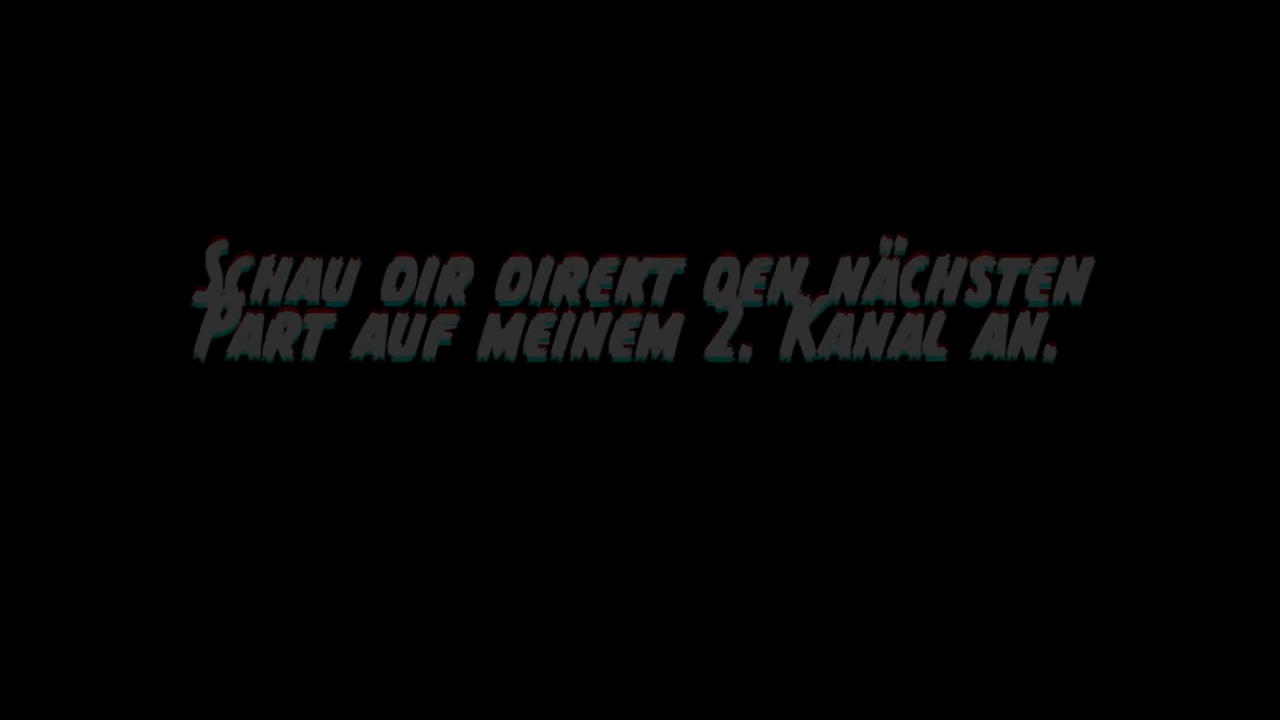 Schau dir direkt den nächsten
Part auf meinem 2. Kanal an.